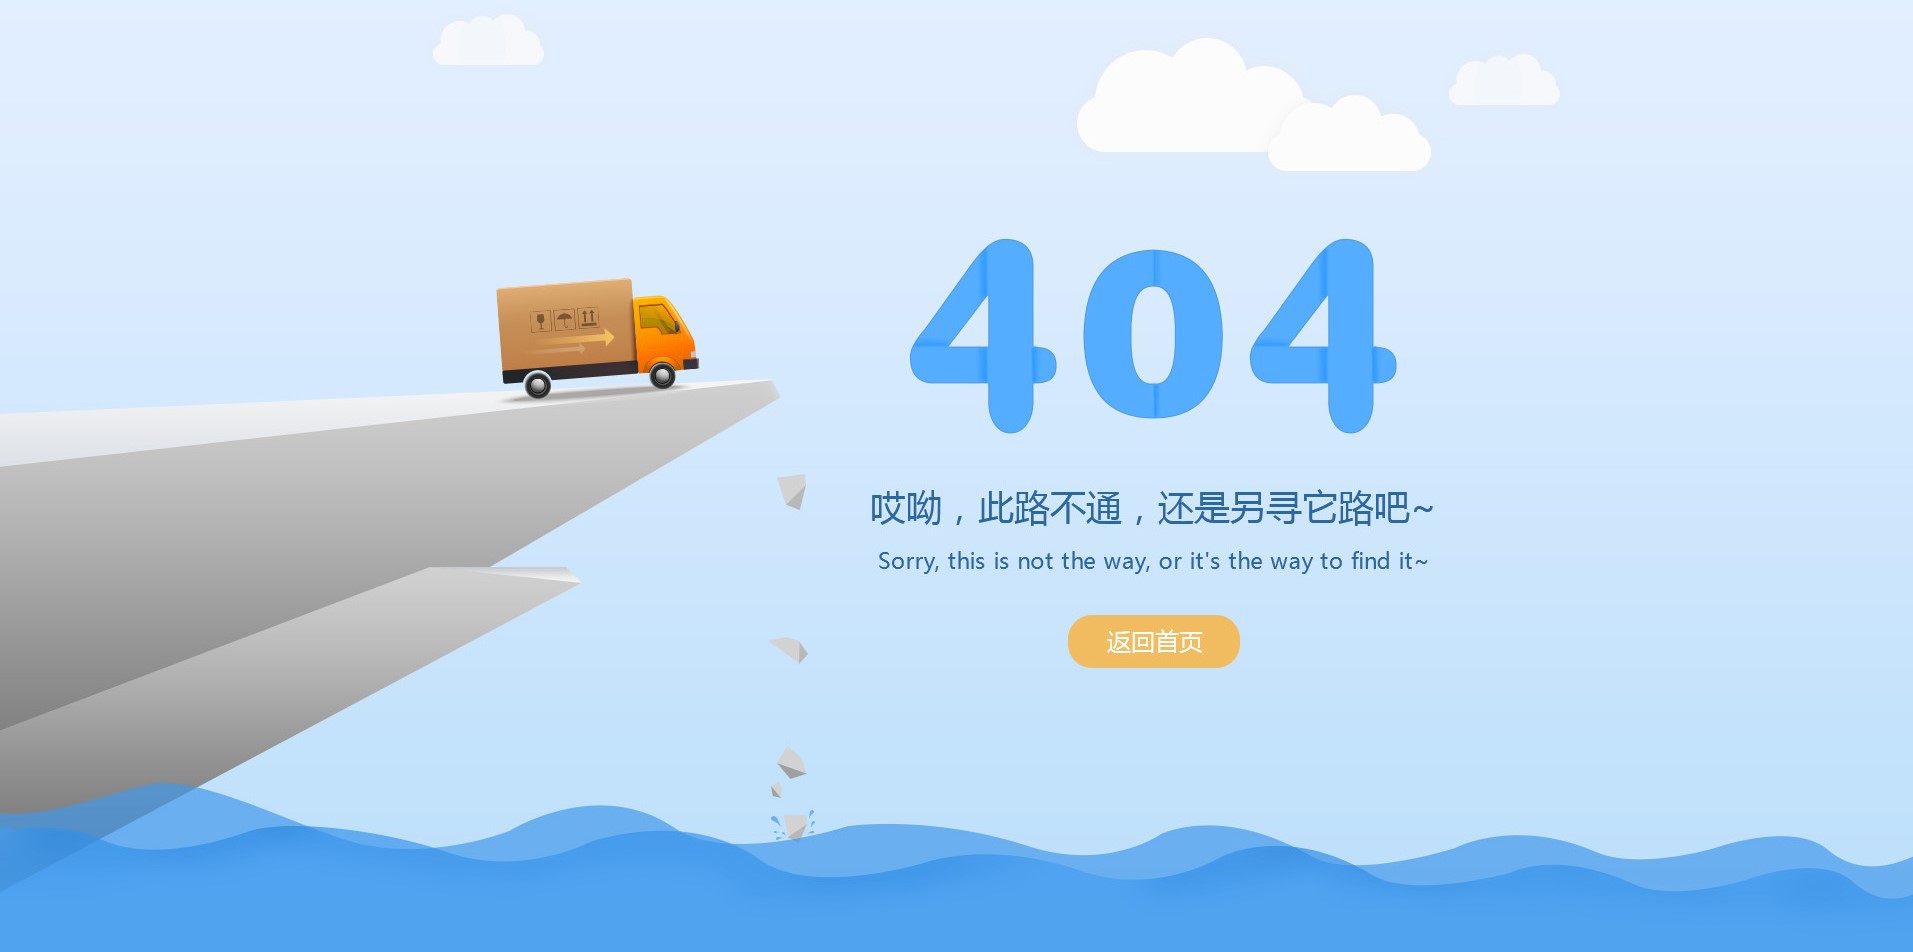 404
哎呦，此路不通，还是另寻它路吧~
Sorry, this is not the way, or it's the way to find it~
返回首页